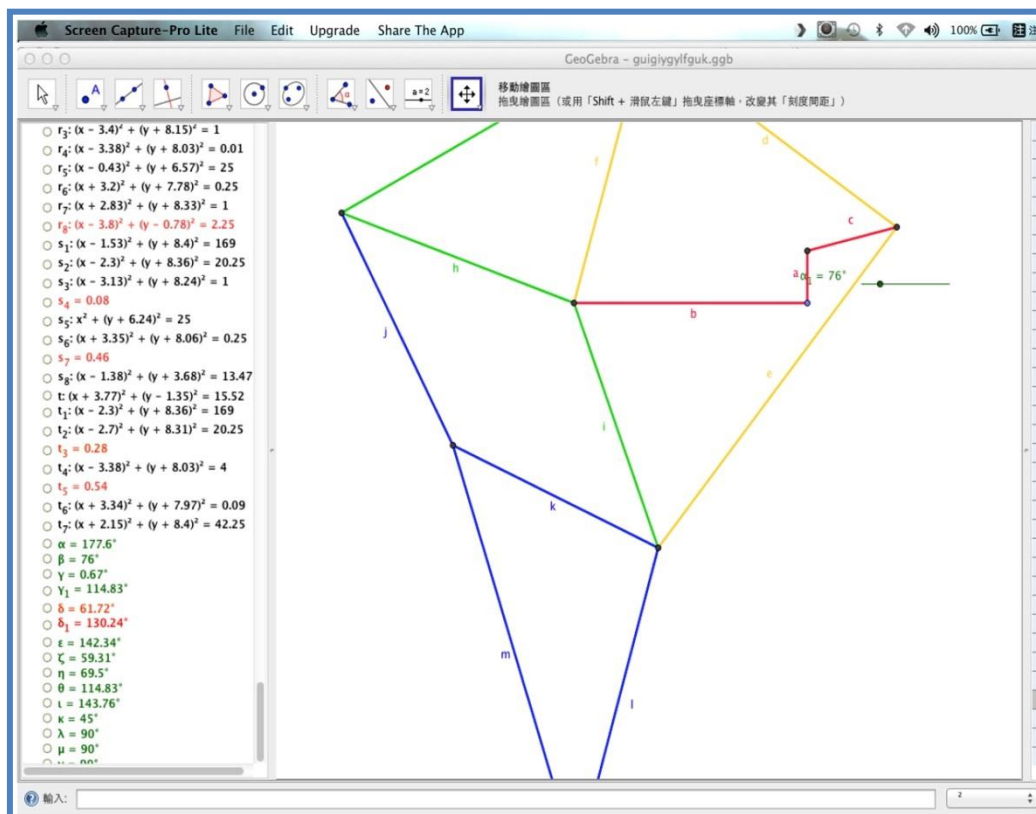 Screen Capture-Pro Lite File Edit Upgrade Share The App 100%
GeoGebra - guigiygylfguk.ggb
A
α
a = 2
移動繪圖區
拖曳繪圖區（或用「Shift + 滑鼠左鍵」拖曳座標軸，改變其「刻度間距」）
r₃: (x - 3.4)² + (y + 8.15)² = 1
r₄: (x - 3.38)² + (y + 8.03)² = 0.01
r₅: (x - 0.43)² + (y + 6.57)² = 25
r₆: (x + 3.2)² + (y + 7.78)² = 0.25
r₇: (x + 2.83)² + (y + 8.33)² = 1
r₈: (x - 3.8)² + (y - 0.78)² = 2.25
s₁: (x - 1.53)² + (y + 8.4)² = 169
s₂: (x - 2.3)² + (y + 8.36)² = 20.25
s₃: (x - 3.13)² + (y + 8.24)² = 1
s₄ = 0.08
s₅: x² + (y + 6.24)² = 25
s₆: (x + 3.35)² + (y + 8.06)² = 0.25
s₇ = 0.46
s₈: (x - 1.38)² + (y + 3.68)² = 13.47
t: (x + 3.77)² + (y - 1.35)² = 15.52
t₁: (x - 2.3)² + (y + 8.36)² = 169
t₂: (x - 2.7)² + (y + 8.31)² = 20.25
t₃ = 0.28
t₄: (x - 3.38)² + (y + 8.03)² = 4
t₅ = 0.54
t₆: (x + 3.34)² + (y + 7.97)² = 0.09
t₇: (x + 2.15)² + (y + 8.4)² = 42.25
α = 177.6°
β = 76°
γ = 0.67°
γ₁ = 114.83°
δ = 61.72°
δ₁ = 130.24°
ε = 142.34°
ζ = 59.31°
η = 69.5°
θ = 114.83°
ι = 143.76°
κ = 45°
λ = 90°
μ = 90°
f
d
c
h
a
α₁ = 76°
b
j
e
i
k
m
l
輸入:
²